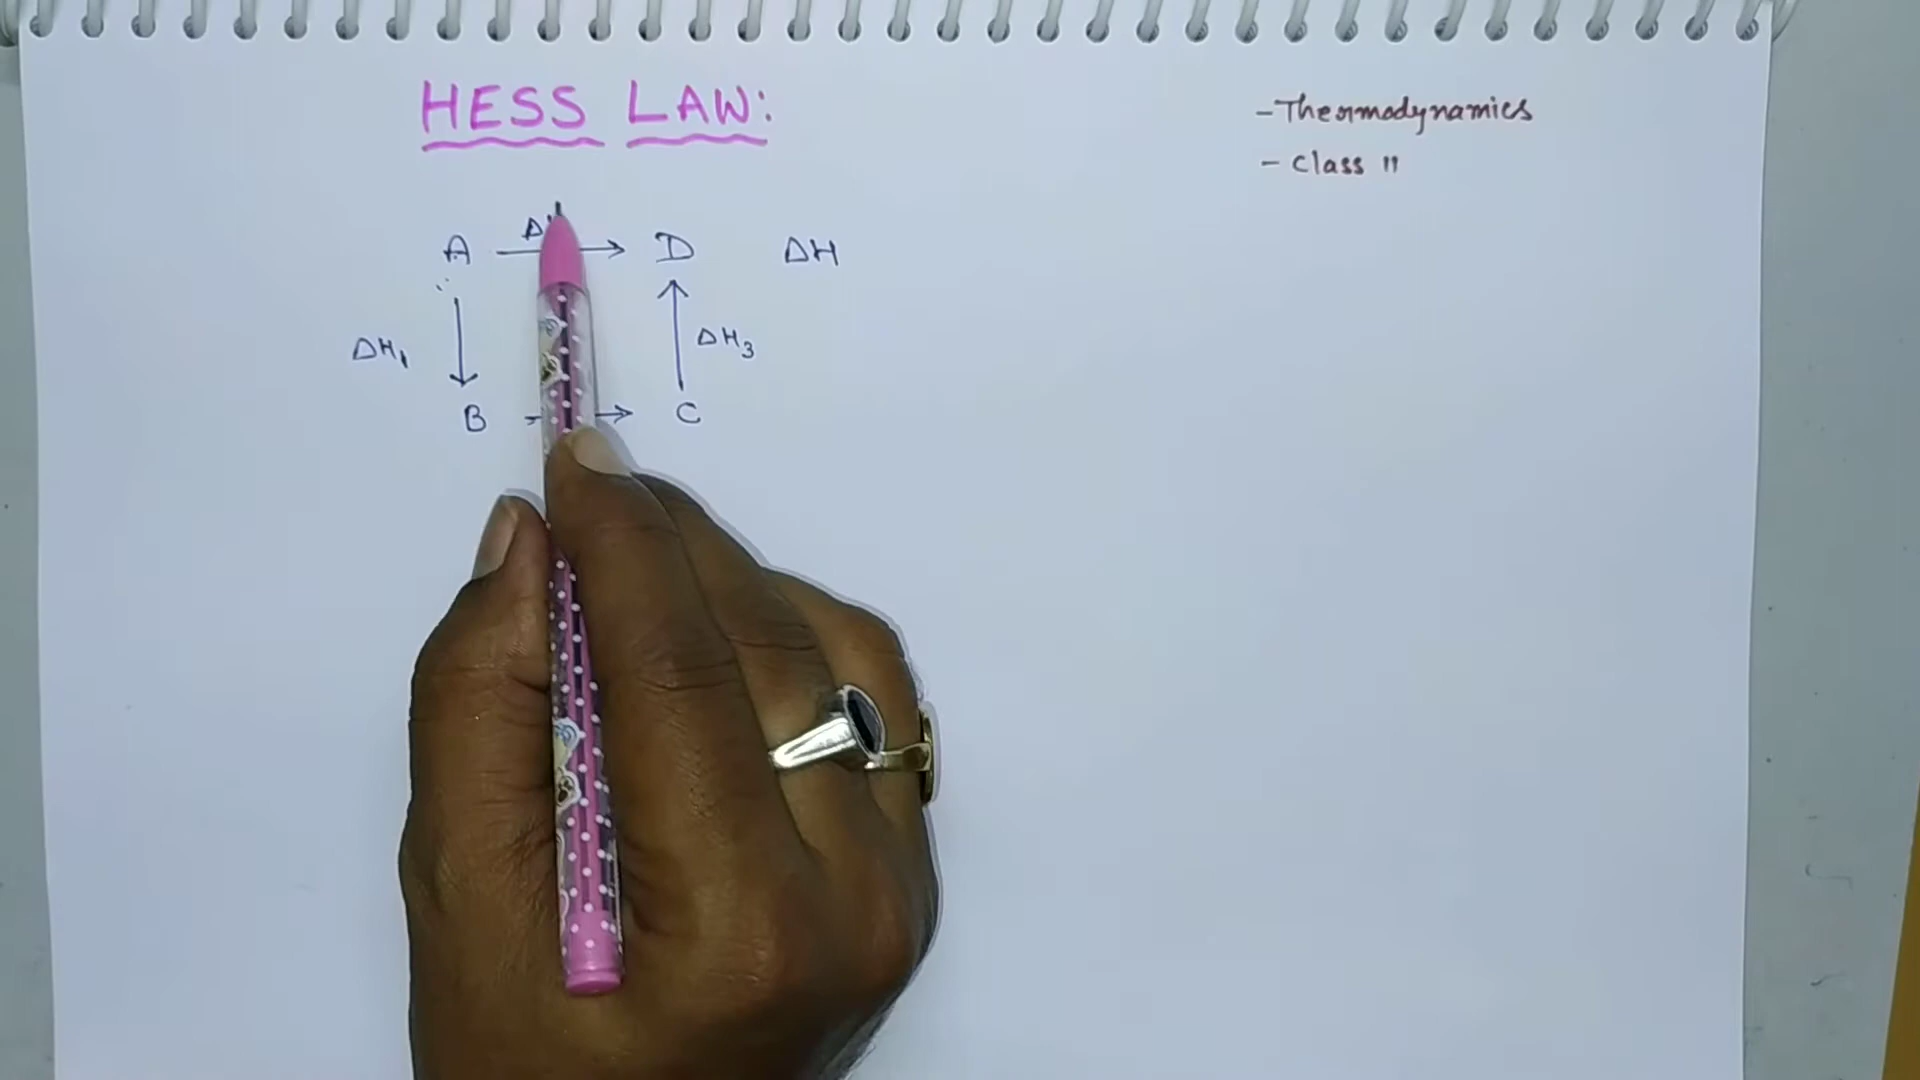 HESS LAW:
- Thermodynamics
- Class 11
A → D ΔH
ΔH₁ ΔH₃
B → C